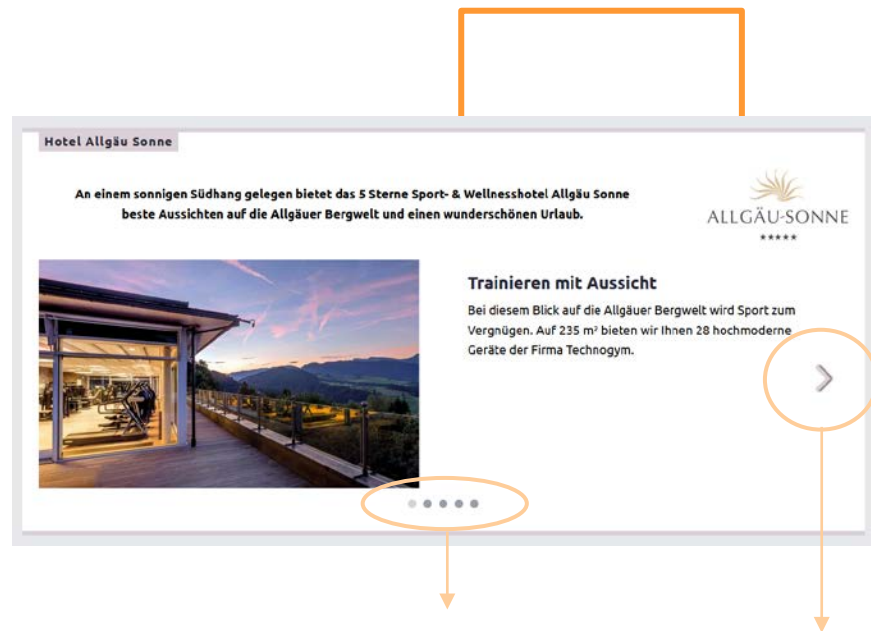 Hotel Allgäu Sonne
An einem sonnigen Südhang gelegen bietet das 5 Sterne Sport- & Wellnesshotel Allgäu Sonne
beste Aussichten auf die Allgäuer Bergwelt und einen wunderschönen Urlaub.
ALLGÄU-SONNE
*****
Trainieren mit Aussicht
Bei diesem Blick auf die Allgäuer Bergwelt wird Sport zum
Vergnügen. Auf 235 m² bieten wir Ihnen 28 hochmoderne
Geräte der Firma Technogym.